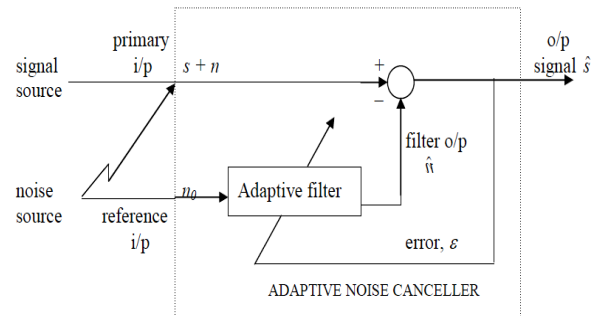 primary
i/p
signal
source
s + n
+
−
o/p
signal ŝ
filter o/p
n̂
noise
source
n₀
Adaptive filter
reference
i/p
error, ε
ADAPTIVE NOISE CANCELLER